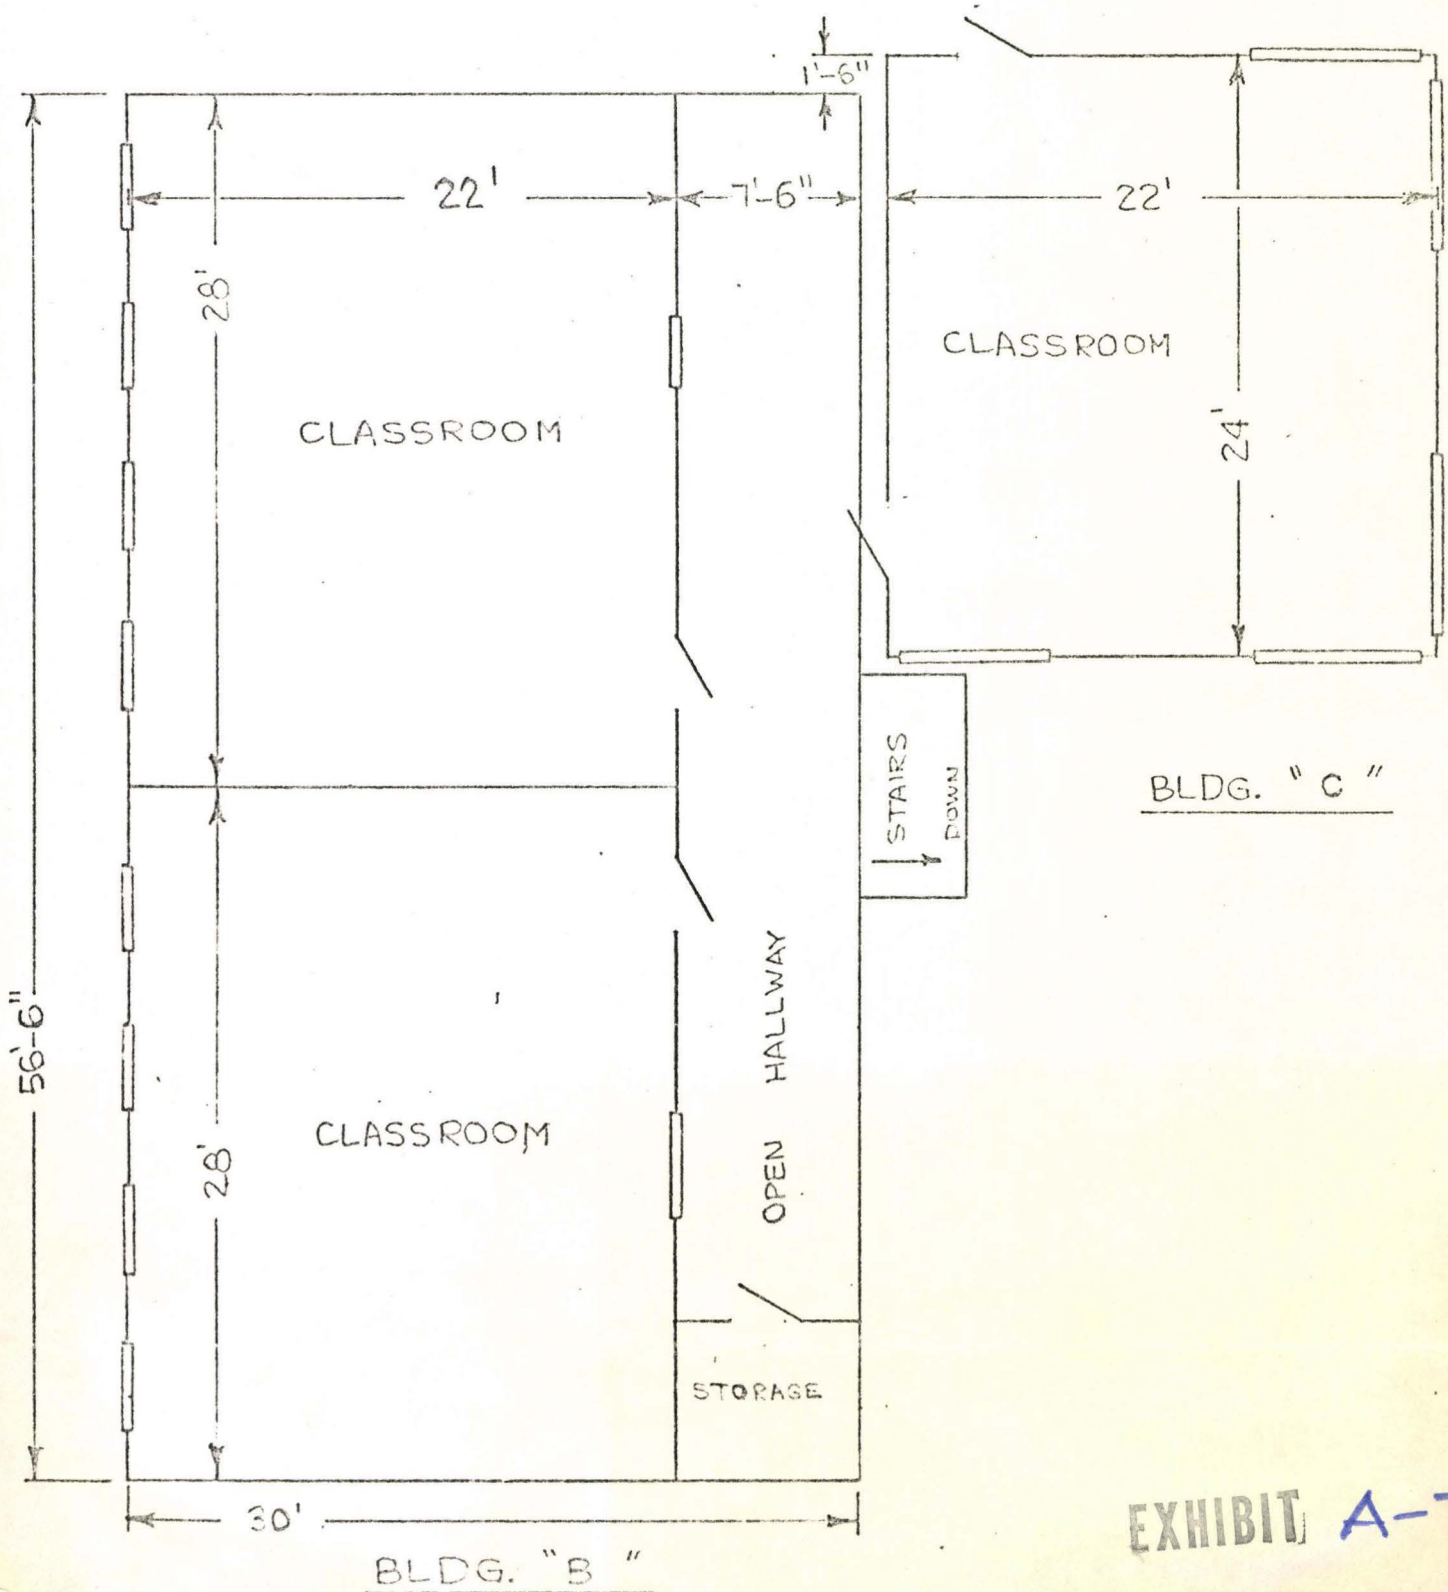 1'-6"
22'
7'-6"
22'
28'
CLASSROOM
CLASSROOM
24'
STAIRS
DOWN
BLDG. "C"
OPEN HALLWAY
56'-6"
CLASSROOM
28'
STORAGE
30'
BLDG. "B"
EXHIBIT A-